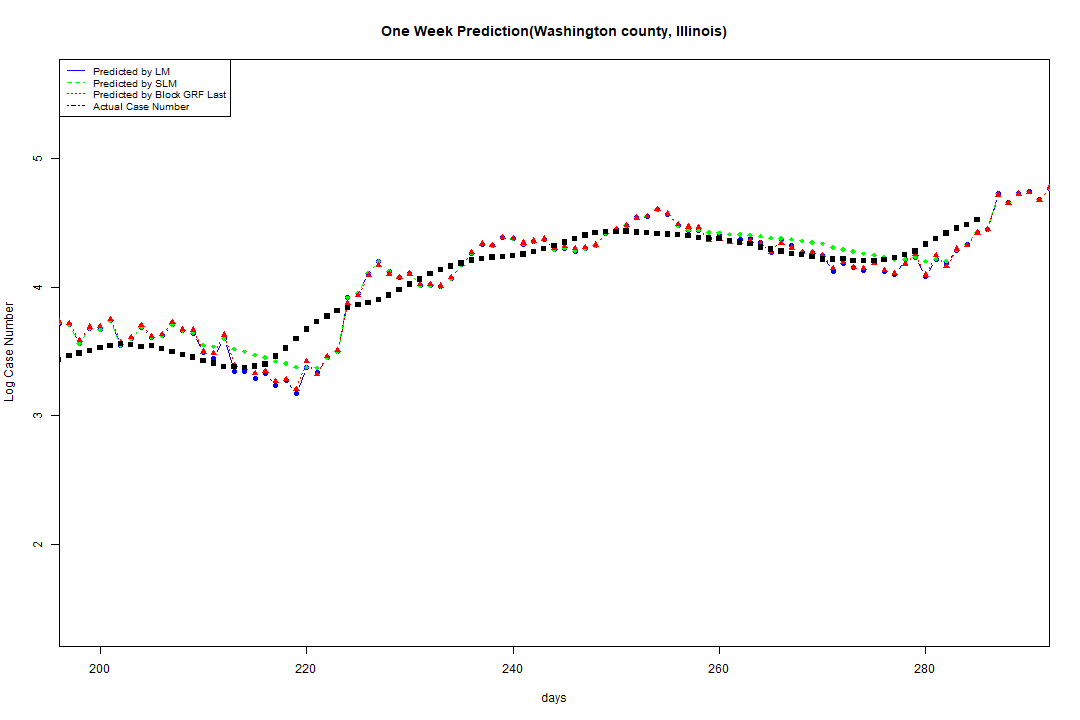 One Week Prediction(Washington county, Illinois)
Predicted by LM
Predicted by SLM
Predicted by Block GRF Last
Actual Case Number
5
4
3
2
Log Case Number
200 220 240 260 280
days